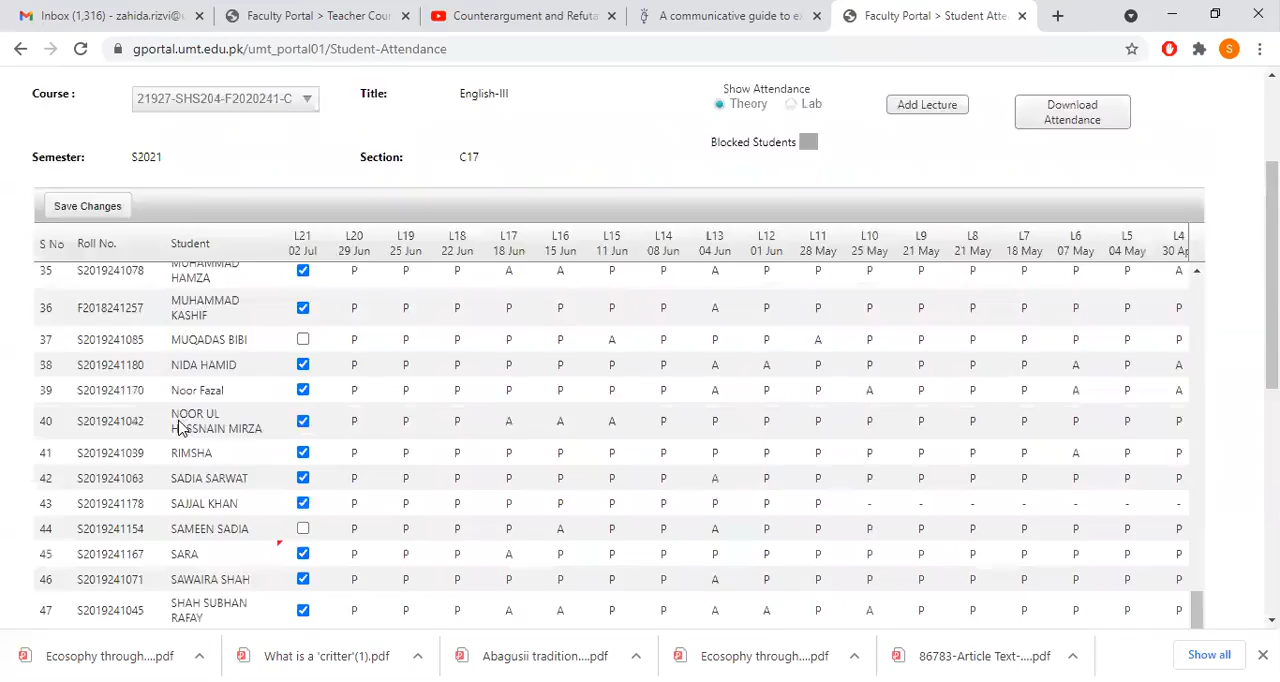 Inbox (1,316) - zahida.rizvi@u
Faculty Portal > Teacher Cour
Counterargument and Refuta
A communicative guide to e
Faculty Portal > Student Atte
gportal.umt.edu.pk/umt_portal01/Student-Attendance
S
Course :
21927-SHS204-F2020241-C
Title:
English-III
Show Attendance
Theory
Lab
Add Lecture
Download
Attendance
Blocked Students
Semester:
S2021
Section:
C17
Save Changes
S No Roll No. Student L21 L20 L19 L18 L17 L16 L15 L14 L13 L12 L11 L10 L9 L8 L7 L6 L5 L4
02 Jul 29 Jun 25 Jun 22 Jun 18 Jun 15 Jun 11 Jun 08 Jun 04 Jun 01 Jun 28 May 25 May 21 May 21 May 18 May 07 May 04 May 30 Ap
35 S2019241078 MUHAMMAD HAMZA P P P A A P P A P P P P P P P P A
36 F2018241257 MUHAMMAD KASHIF P P P P P P P A P P P P P P P P P
37 S2019241085 MUQADAS BIBI P P P P P A P P P A P P P P P P P
38 S2019241180 NIDA HAMID P P P P P P P A A P P P P P A P A
39 S2019241170 Noor Fazal P P P P P P P A P P A P P P A P A
40 S2019241042 NOOR UL HASSNAIN MIRZA P P P A A A P P P P P P P P P P P
41 S2019241039 RIMSHA P P P P P P P P P P P P P P A P P
42 S2019241063 SADIA SARWAT P P P P P P P A P P P P P P P P P
43 S2019241178 SAJJAL KHAN P P P P P P P P P P - - - - - - -
44 S2019241154 SAMEEN SADIA P P P P A P P A P P P P P P P P P
45 S2019241167 SARA P P P A P P P P P P P P P P P P P
46 S2019241071 SAWAIRA SHAH P P P P P P P A P P P P P P P P P
47 S2019241045 SHAH SUBHAN RAFAY P P P A A P P A A P A P P P P P P
Ecosophy through....pdf
What is a 'critter'(1).pdf
Abagusii tradition....pdf
Ecosophy through....pdf
86783-Article Text-....pdf
Show all